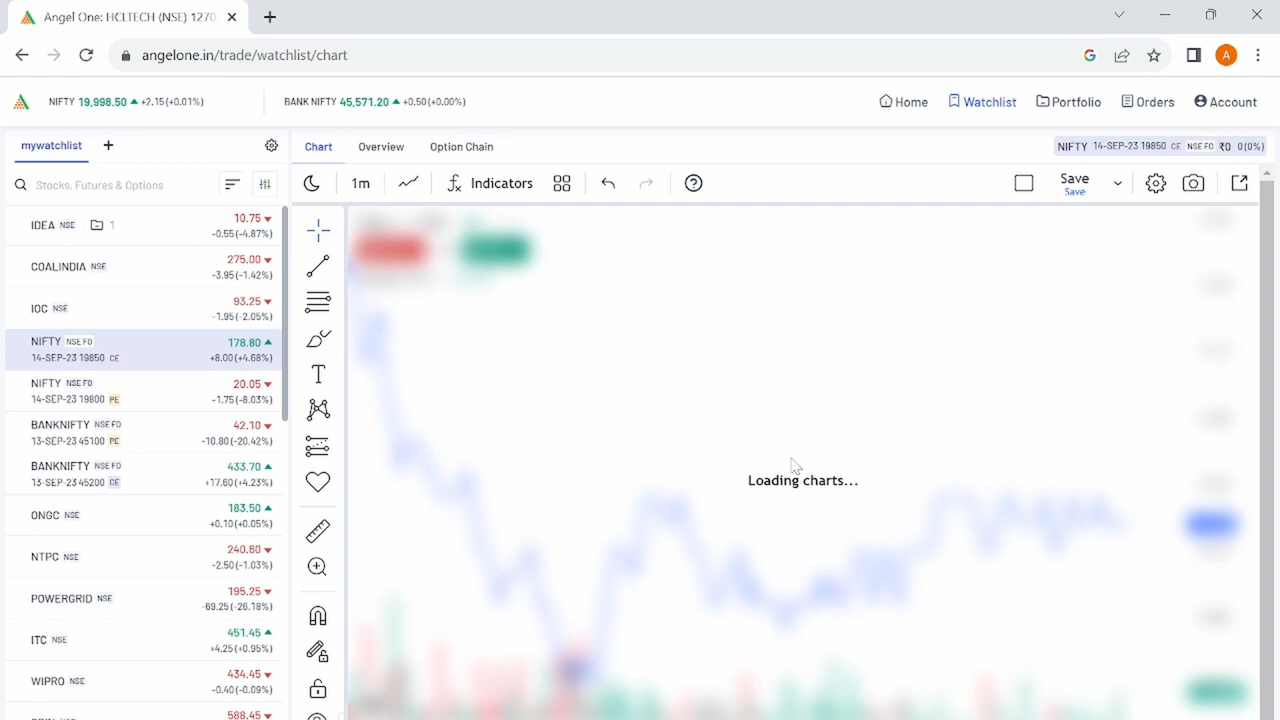 Angel One: HCLTECH (NSE) 1270.
angelone.in/trade/watchlist/chart
A
NIFTY 19,998.50 +2.15(+0.01%)
BANK NIFTY 45,571.20 +0.50(+0.00%)
Home
Watchlist
Portfolio
Orders
Account
mywatchlist
Chart
Overview
Option Chain
NIFTY 14-SEP-23 19850 CE NSE FO ₹0 0(0%)
Stocks, Futures & Options
1m
Indicators
Save
Save
IDEA NSE 1
10.75
-0.55(-4.87%)
COALINDIA NSE
275.00
-3.95(-1.42%)
IOC NSE
93.25
-1.95(-2.05%)
NIFTY NSE FO
178.80
14-SEP-23 19850 CE
+8.00(+4.68%)
NIFTY NSE FO
20.05
14-SEP-23 19800 PE
-1.75(-8.03%)
BANKNIFTY NSE FO
42.10
13-SEP-23 45100 PE
-10.80(-20.42%)
BANKNIFTY NSE FO
433.70
13-SEP-23 45200 CE
+17.60(+4.23%)
ONGC NSE
183.50
+0.10(+0.05%)
NTPC NSE
240.60
-2.50(-1.03%)
POWERGRID NSE
195.25
-69.25(-26.18%)
ITC NSE
451.45
+4.25(+0.95%)
WIPRO NSE
434.45
-0.40(-0.09%)
588.45
Loading charts...